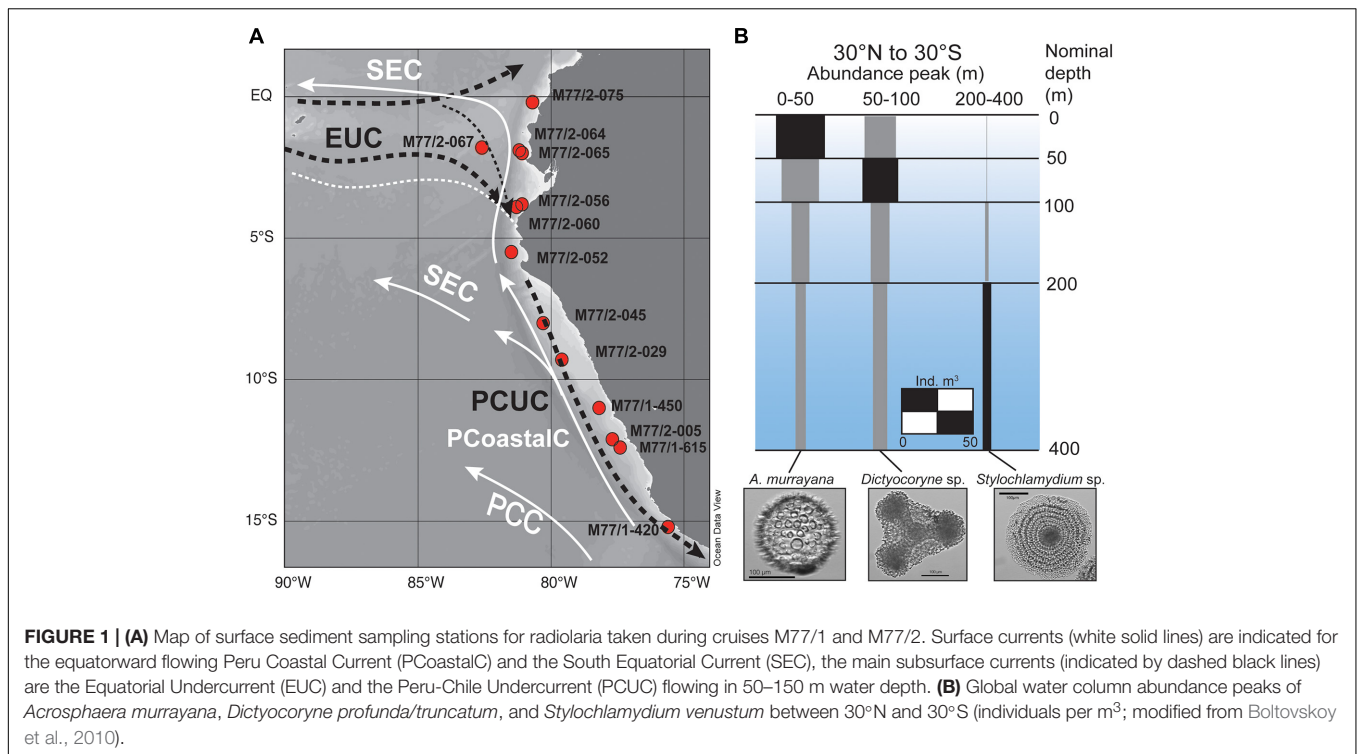 A
SEC
EQ
M77/2-075
EUC
M77/2-067
M77/2-064
M77/2-065
M77/2-056
M77/2-060
5°S
M77/2-052
SEC
M77/2-045
M77/2-029
10°S
PCUC
M77/1-450
PCoastalC
M77/2-005
M77/1-615
PCC
15°S
M77/1-420
Ocean Data View
90°W 85°W 80°W 75°W
B
30°N to 30°S
Abundance peak (m)
0-50 50-100 200-400
Nominal
depth
(m)
0
50
100
200
Ind. m³
0 50
400
A. murrayana Dictyocoryne sp. Stylochlamydium sp.
100 µm
100µm
100µm
FIGURE 1 | (A) Map of surface sediment sampling stations for radiolaria taken during cruises M77/1 and M77/2. Surface currents (white solid lines) are indicated for
the equatorward flowing Peru Coastal Current (PCoastalC) and the South Equatorial Current (SEC), the main subsurface currents (indicated by dashed black lines)
are the Equatorial Undercurrent (EUC) and the Peru-Chile Undercurrent (PCUC) flowing in 50–150 m water depth. (B) Global water column abundance peaks of
Acrosphaera murrayana, Dictyocoryne profunda/truncatum, and Stylochlamydium venustum between 30°N and 30°S (individuals per m³; modified from Boltovskoy
et al., 2010).